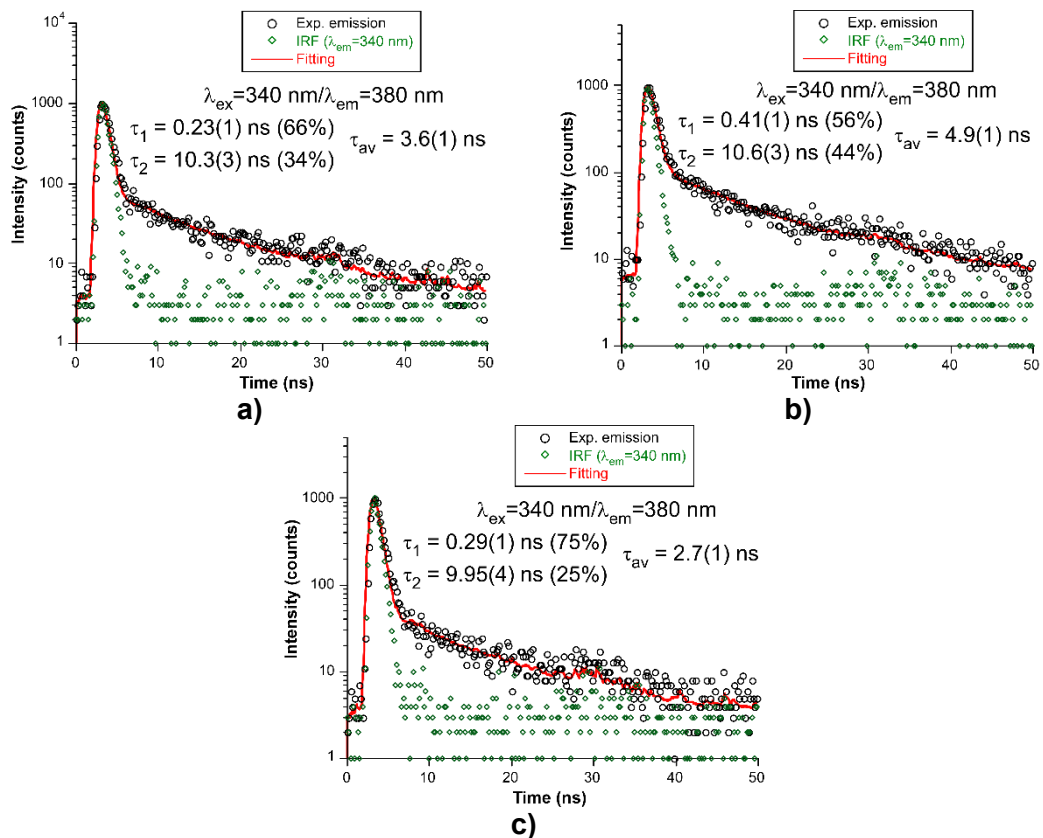 Exp. emission
IRF (λem=340 nm)
Fitting
λex=340 nm/λem=380 nm
τ1 = 0.23(1) ns (66%)
τ2 = 10.3(3) ns (34%)
τav = 3.6(1) ns
Intensity (counts)
10^4
1000
100
10
1
0 10 20 30 40 50
Time (ns)
a)
Exp. emission
IRF (λem=340 nm)
Fitting
λex=340 nm/λem=380 nm
τ1 = 0.41(1) ns (56%)
τ2 = 10.6(3) ns (44%)
τav = 4.9(1) ns
Intensity (counts)
1000
100
10
1
0 10 20 30 40 50
Time (ns)
b)
Exp. emission
IRF (λem=340 nm)
Fitting
λex=340 nm/λem=380 nm
τ1 = 0.29(1) ns (75%)
τ2 = 9.95(4) ns (25%)
τav = 2.7(1) ns
Intensity (counts)
1000
100
10
1
0 10 20 30 40 50
Time (ns)
c)